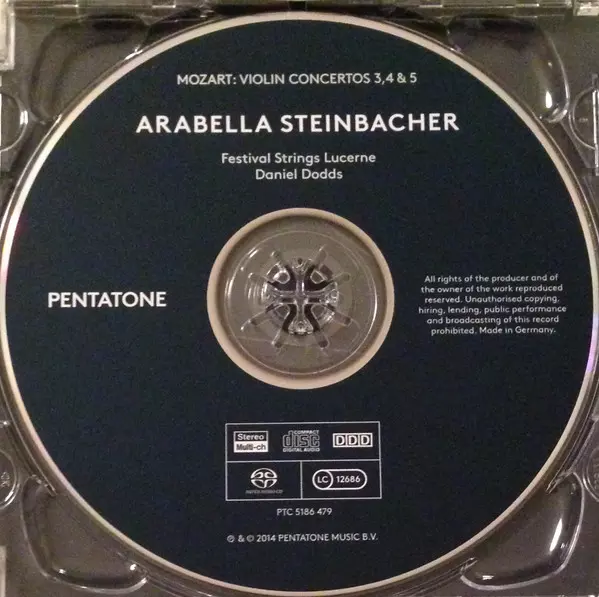 MOZART: VIOLIN CONCERTOS 3,4 & 5
ARABELLA STEINBACHER
Festival Strings Lucerne
Daniel Dodds
PENTATONE
All rights of the producer and of
the owner of the work reproduced
reserved. Unauthorised copying,
hiring, lending, public performance
and broadcasting of this record
prohibited. Made in Germany.
Stereo
Multi-ch
COMPACT
disc
DIGITAL AUDIO
DDD
SUPER AUDIO CD
LC 12686
PTC 5186 479
℗ & © 2014 PENTATONE MUSIC B.V.